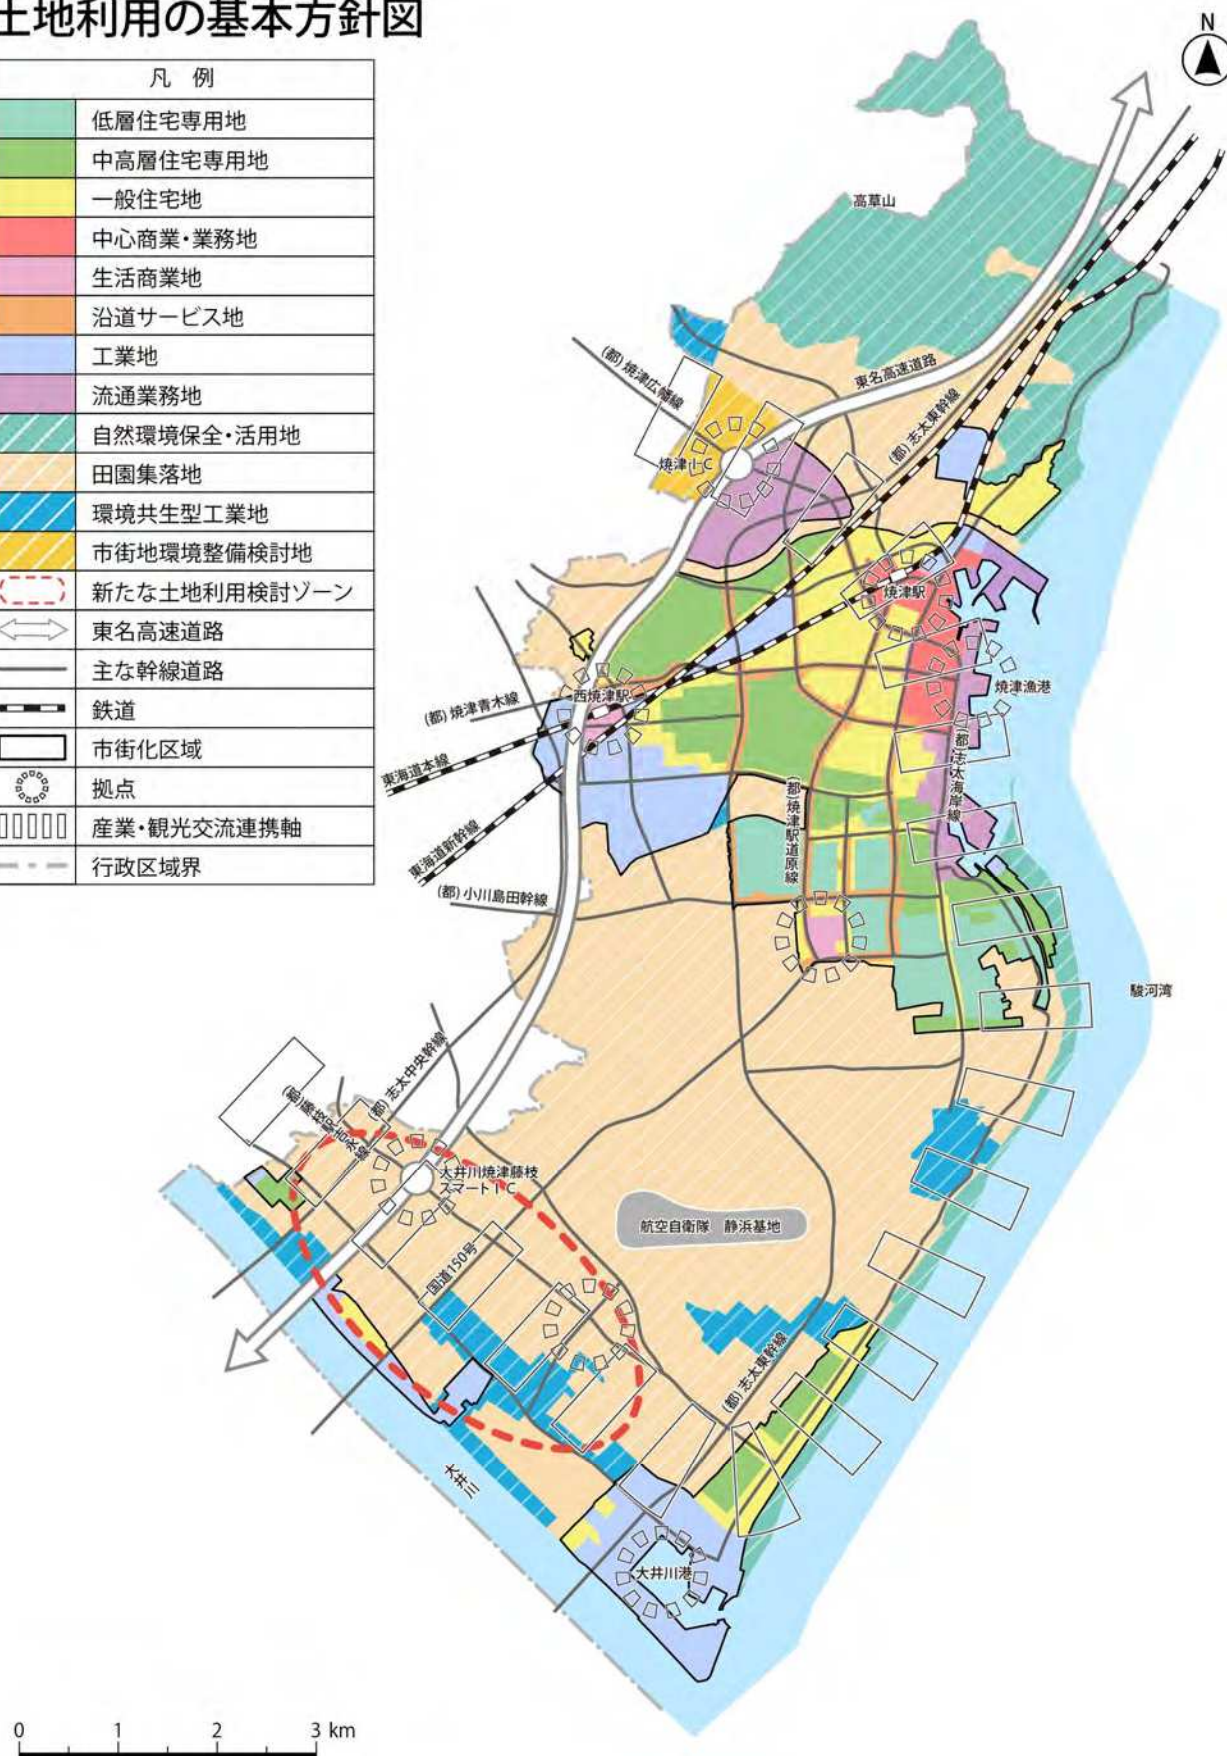 土地利用の基本方針図
N
凡 例
低層住宅専用地
中高層住宅専用地
一般住宅地
中心商業・業務地
生活商業地
沿道サービス地
工業地
流通業務地
自然環境保全・活用地
田園集落地
環境共生型工業地
市街地環境整備検討地
新たな土地利用検討ゾーン
東名高速道路
主な幹線道路
鉄道
市街化区域
拠点
産業・観光交流連携軸
行政区域界
高草山
(都)焼津広幡線
東名高速道路
(都)志太東幹線
焼津IC
焼津駅
西焼津駅
焼津漁港
(都)焼津青木線
東海道本線
(都)志太海岸線
(都)焼津駅道原線
東海道新幹線
(都)小川島田幹線
駿河湾
(都)志太中央幹線
(都)藤枝駅吉永線
大井川焼津藤枝
スマートIC
航空自衛隊 静浜基地
国道150号
(都)志太東幹線
大井川
大井川港
0 1 2 3 km